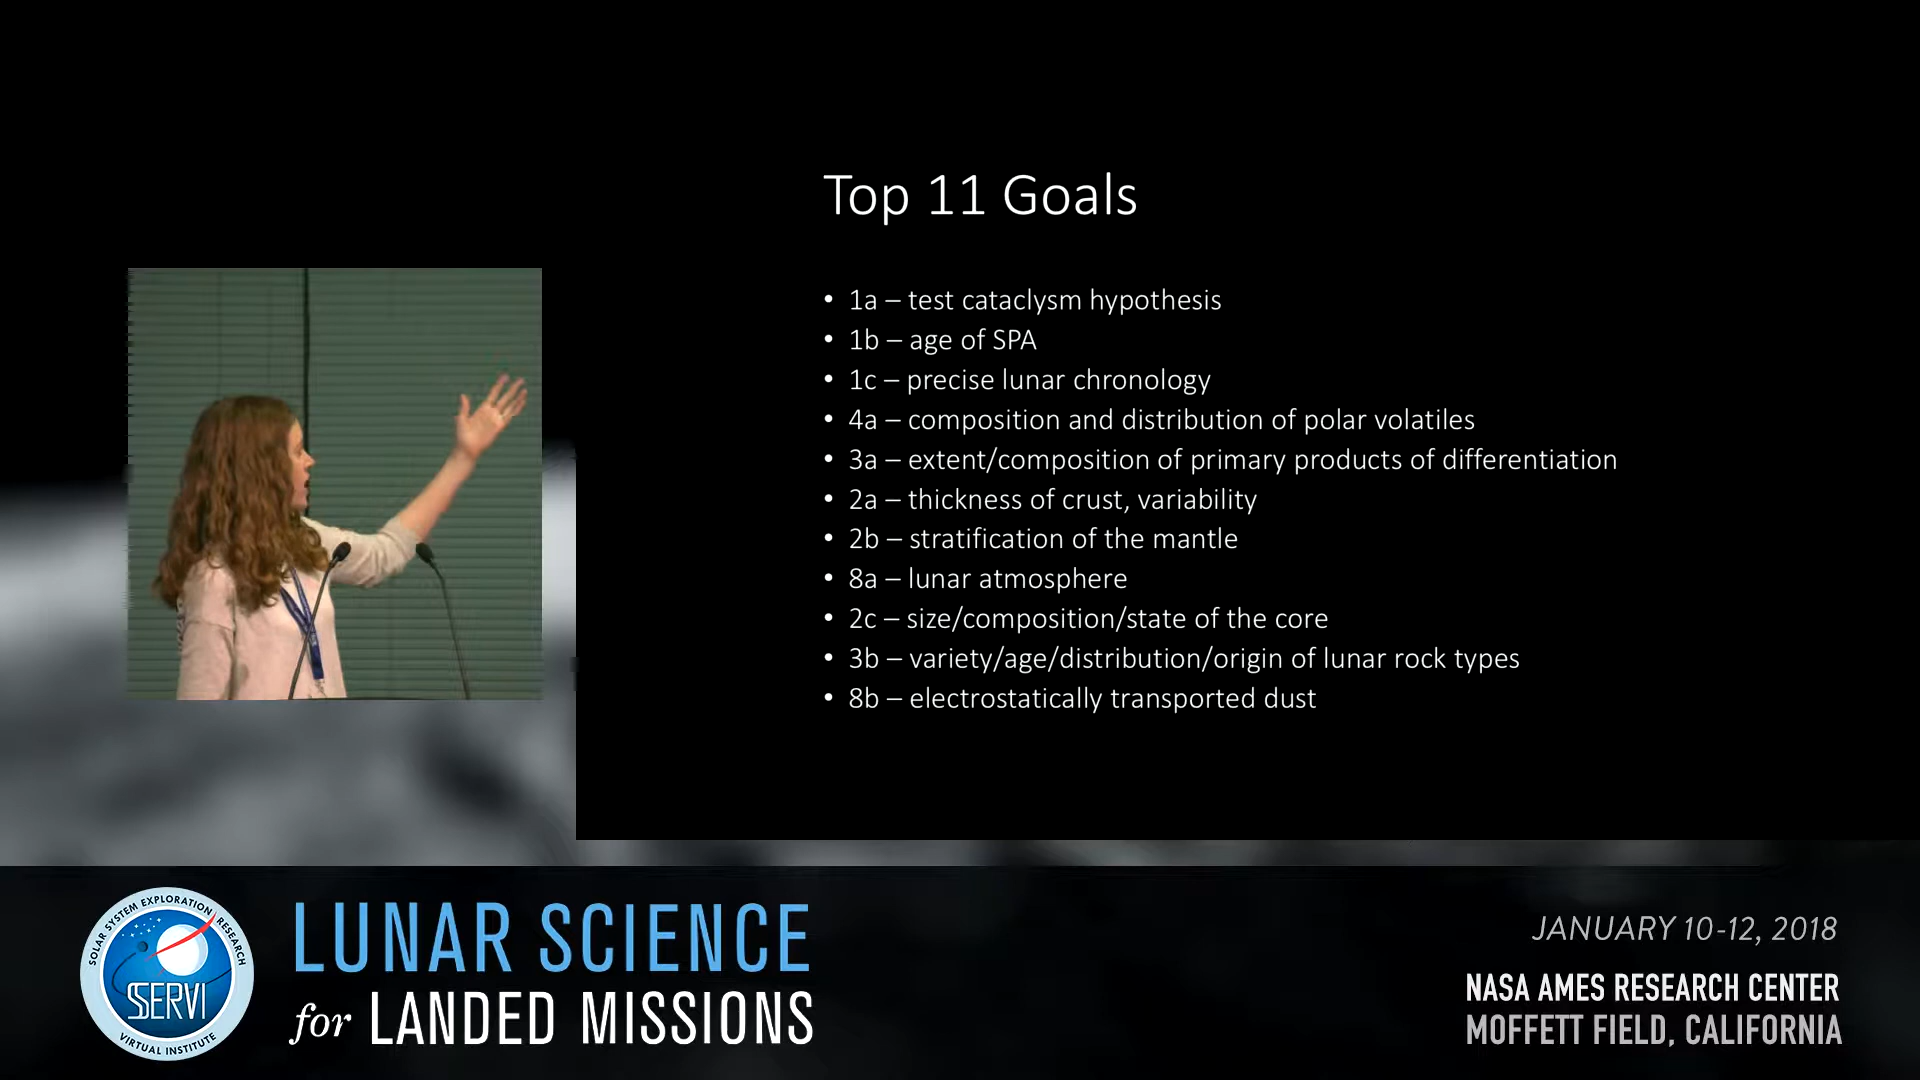 Top 11 Goals
• 1a – test cataclysm hypothesis
• 1b – age of SPA
• 1c – precise lunar chronology
• 4a – composition and distribution of polar volatiles
• 3a – extent/composition of primary products of differentiation
• 2a – thickness of crust, variability
• 2b – stratification of the mantle
• 8a – lunar atmosphere
• 2c – size/composition/state of the core
• 3b – variety/age/distribution/origin of lunar rock types
• 8b – electrostatically transported dust
SOLAR SYSTEM EXPLORATION RESEARCH
SSERVI
VIRTUAL INSTITUTE
LUNAR SCIENCE
for LANDED MISSIONS
JANUARY 10-12, 2018
NASA AMES RESEARCH CENTER
MOFFETT FIELD, CALIFORNIA